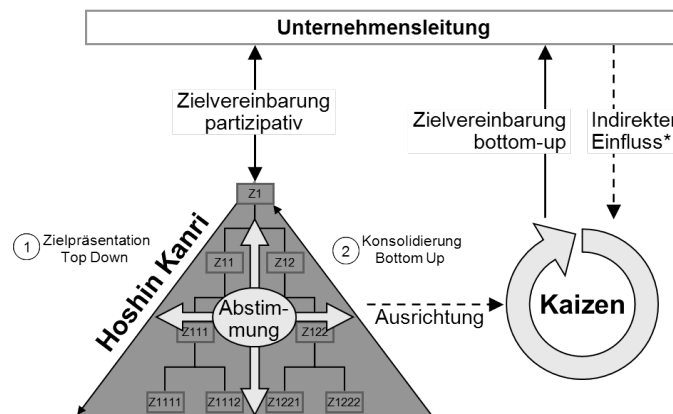 Unternehmensleitung
Zielvereinbarung
partizipativ
Zielvereinbarung
bottom-up
Indirekter
Einfluss*
Z1
1
Zielpräsentation
Top Down
Hoshin Kanri
2
Konsolidierung
Bottom Up
Z11
Z12
Abstim-
mung
Z111
Z122
Ausrichtung
Kaizen
Z1111
Z1112
Z1221
Z1222